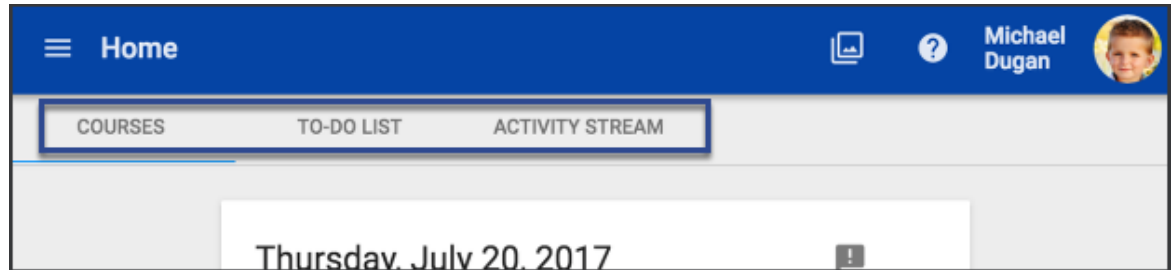 Home
Michael
Dugan
COURSES TO-DO LIST ACTIVITY STREAM
Thursday, July 20, 2017